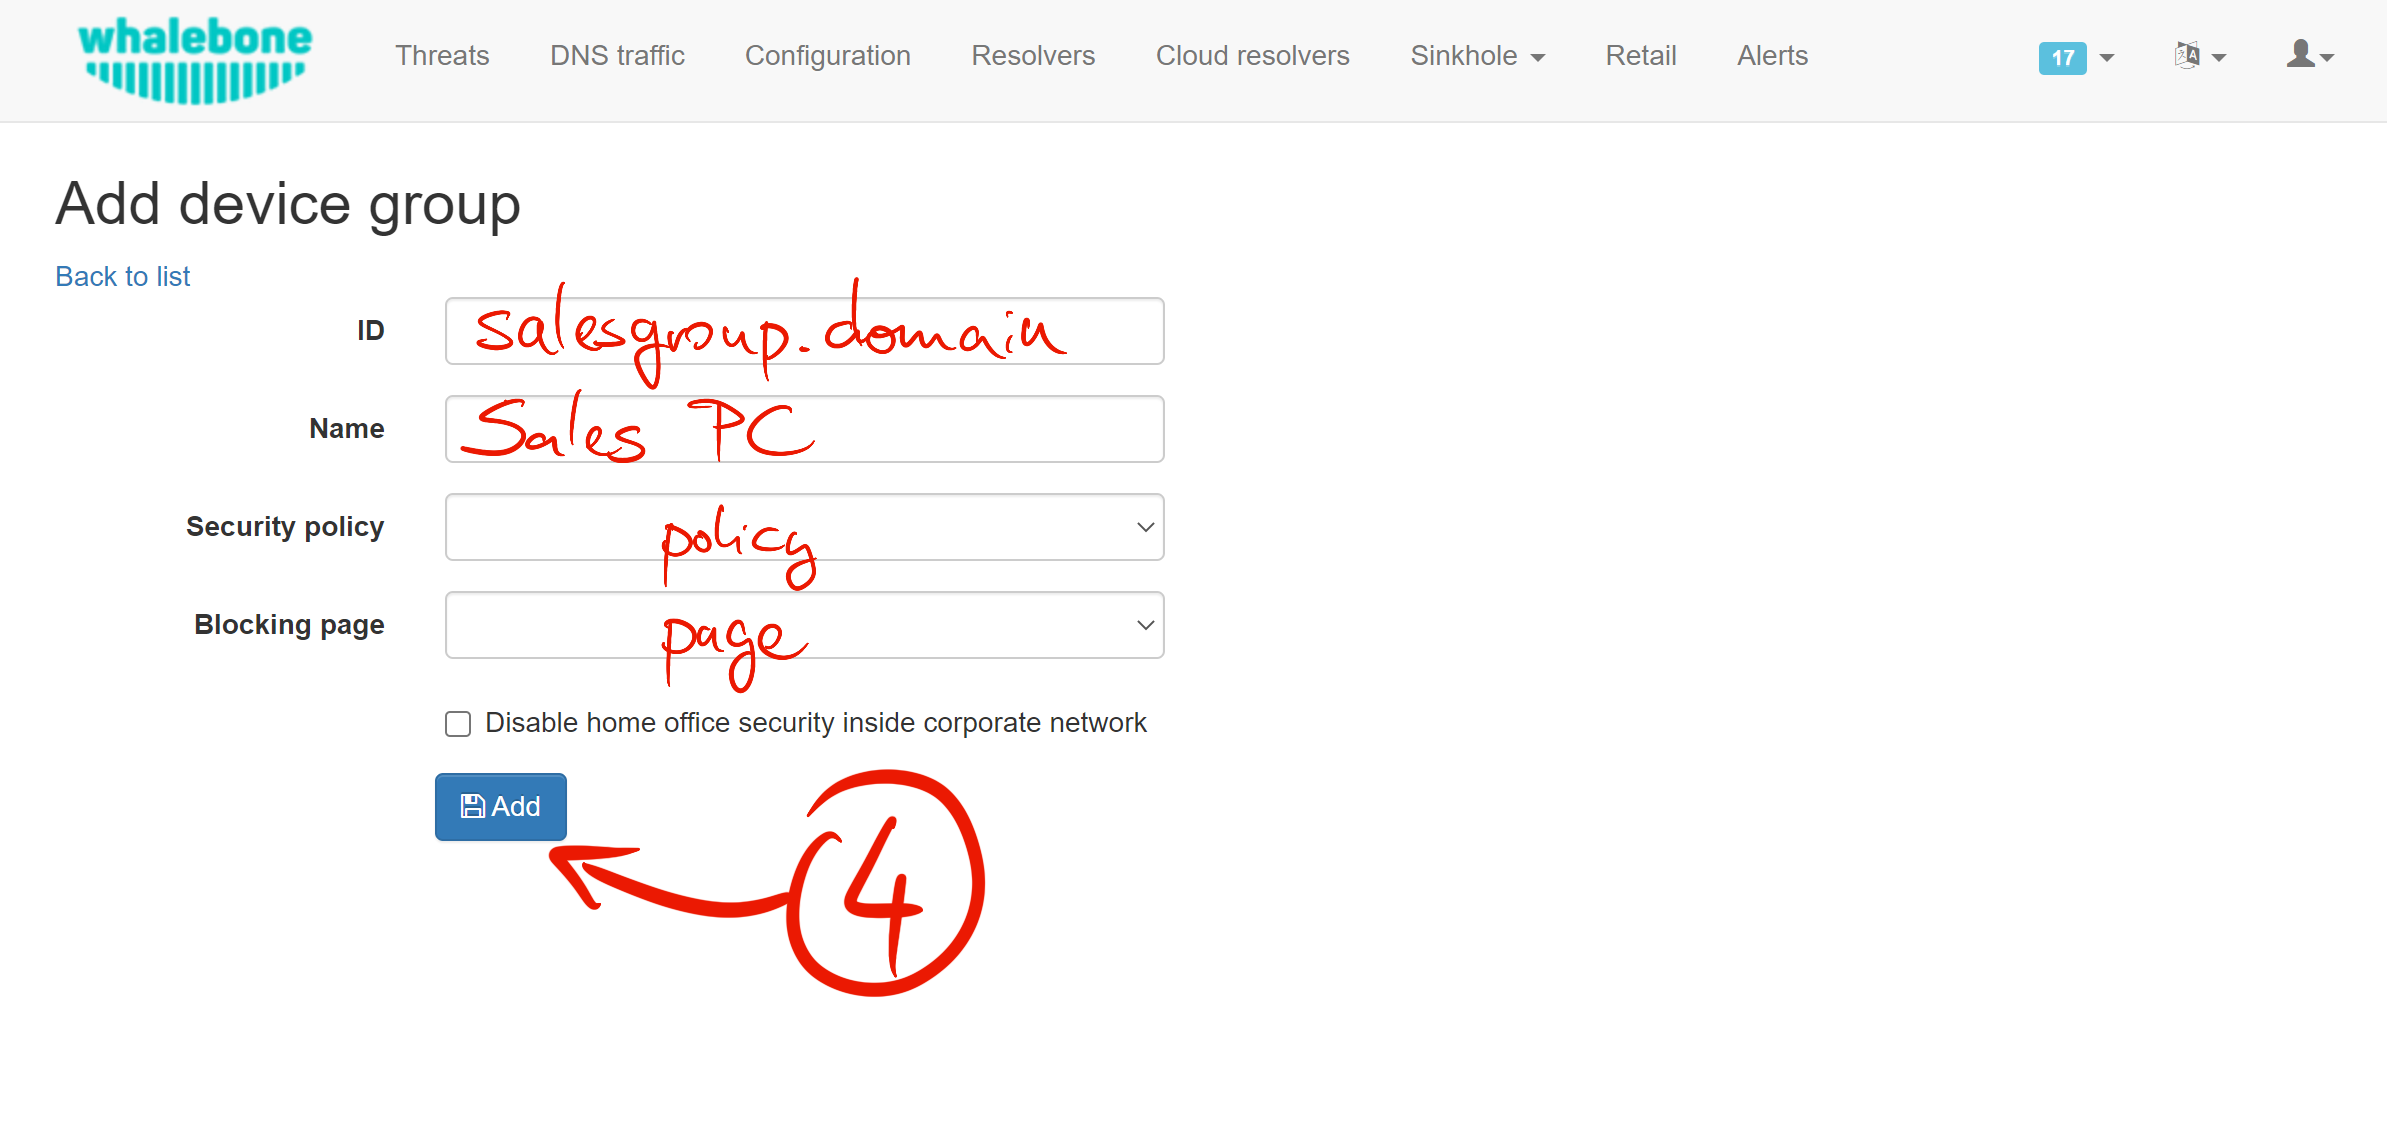 whalebone Threats DNS traffic Configuration Resolvers Cloud resolvers Sinkhole Retail Alerts 17
Add device group
Back to list
ID salesgroup.domain
Name Sales PC
Security policy policy
Blocking page page
Disable home office security inside corporate network
Add
4